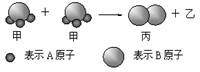 + → + 乙
甲 甲 丙
表示A原子 表示B原子